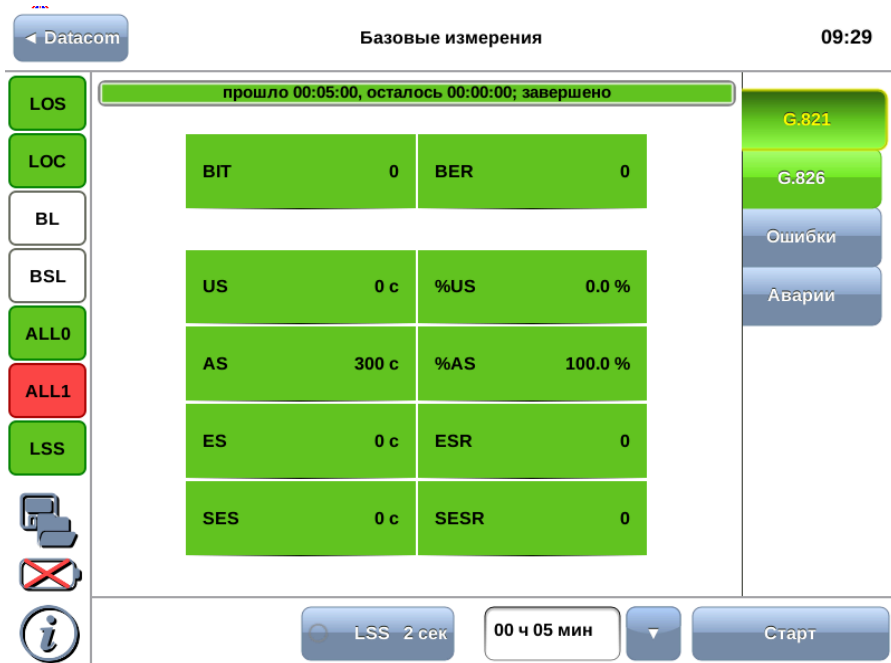 ◄ Datacom
Базовые измерения
09:29
LOS
LOC
BL
BSL
ALL0
ALL1
LSS
прошло 00:05:00, осталось 00:00:00; завершено
BIT 0 BER 0
US 0 с %US 0.0 %
AS 300 с %AS 100.0 %
ES 0 с ESR 0
SES 0 с SESR 0
G.821
G.826
Ошибки
Аварии
i
LSS 2 сек
00 ч 05 мин
▼
Старт